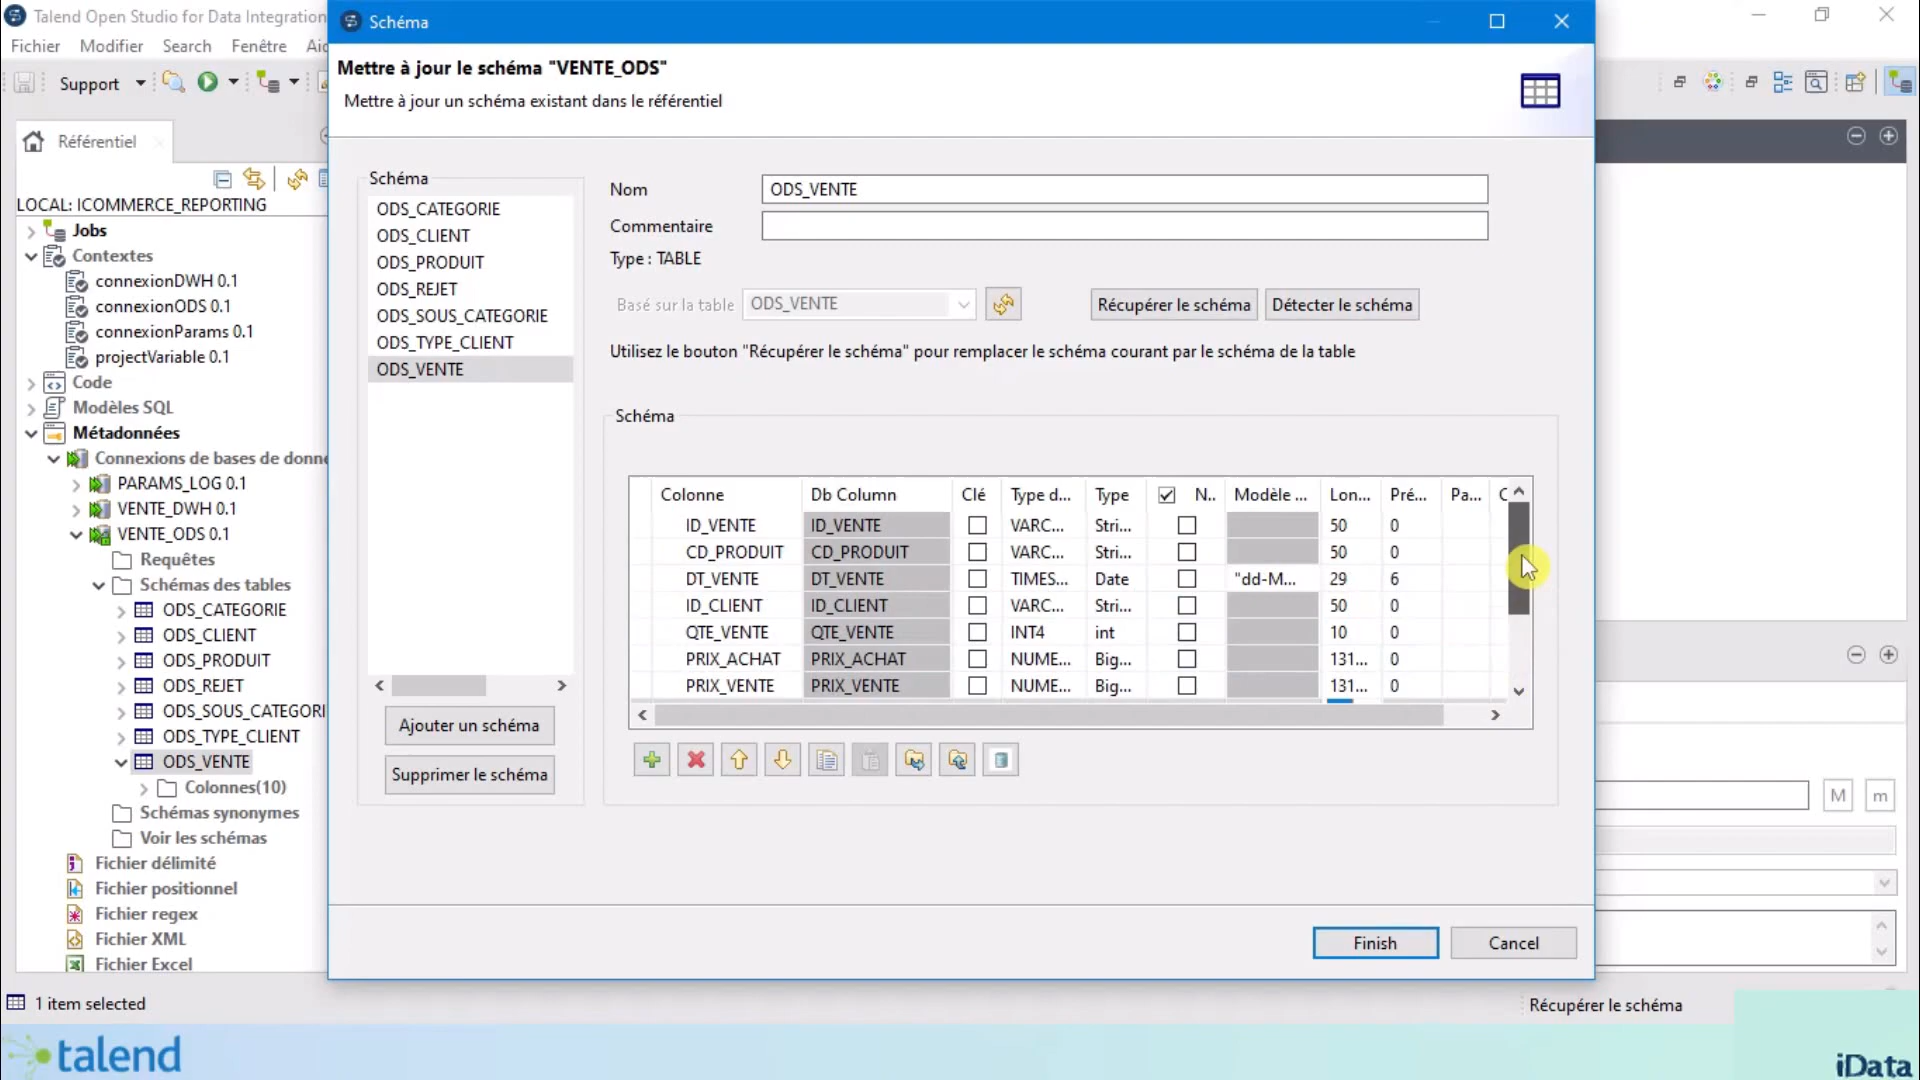 Talend Open Studio for Data Integration
Schéma
Fichier Modifier Search Fenêtre
Support
Mettre à jour le schéma "VENTE_ODS"
Mettre à jour un schéma existant dans le référentiel
Référentiel
LOCAL: ICOMMERCE_REPORTING
Jobs
Contextes
connexionDWH 0.1
connexionODS 0.1
connexionParams 0.1
projectVariable 0.1
Code
Modèles SQL
Métadonnées
Connexions de bases de donne
PARAMS_LOG 0.1
VENTE_DWH 0.1
VENTE_ODS 0.1
Requêtes
Schémas des tables
ODS_CATEGORIE
ODS_CLIENT
ODS_PRODUIT
ODS_REJET
ODS_SOUS_CATEGORI
ODS_TYPE_CLIENT
ODS_VENTE
Colonnes(10)
Schémas synonymes
Voir les schémas
Fichier délimité
Fichier positionnel
Fichier regex
Fichier XML
Fichier Excel
Schéma
ODS_CATEGORIE
ODS_CLIENT
ODS_PRODUIT
ODS_REJET
ODS_SOUS_CATEGORIE
ODS_TYPE_CLIENT
ODS_VENTE
Ajouter un schéma
Supprimer le schéma
Nom ODS_VENTE
Commentaire
Type : TABLE
Basé sur la table ODS_VENTE Récupérer le schéma Détecter le schéma
Utilisez le bouton "Récupérer le schéma" pour remplacer le schéma courant par le schéma de la table
Schéma
Colonne Db Column Clé Type d... Type N.. Modèle ... Lon... Pré... Pa... C
ID_VENTE ID_VENTE VARC... Stri... 50 0
CD_PRODUIT CD_PRODUIT VARC... Stri... 50 0
DT_VENTE DT_VENTE TIMES... Date "dd-M... 29 6
ID_CLIENT ID_CLIENT VARC... Stri... 50 0
QTE_VENTE QTE_VENTE INT4 int 10 0
PRIX_ACHAT PRIX_ACHAT NUME... Big... 131... 0
PRIX_VENTE PRIX_VENTE NUME... Big... 131... 0
Finish Cancel
M m
1 item selected
Récupérer le schéma
talend
iData